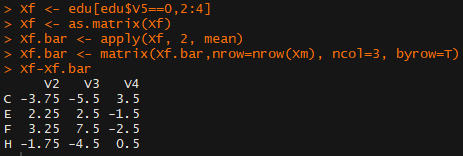 > Xf <- edu[edu$V5==0,2:4]
> Xf <- as.matrix(Xf)
> Xf.bar <- apply(Xf, 2, mean)
> Xf.bar <- matrix(Xf.bar,nrow=nrow(Xm), ncol=3, byrow=T)
> Xf-Xf.bar
     V2   V3   V4
C -3.75 -5.5  3.5
E  2.25  2.5 -1.5
F  3.25  7.5 -2.5
H -1.75 -4.5  0.5